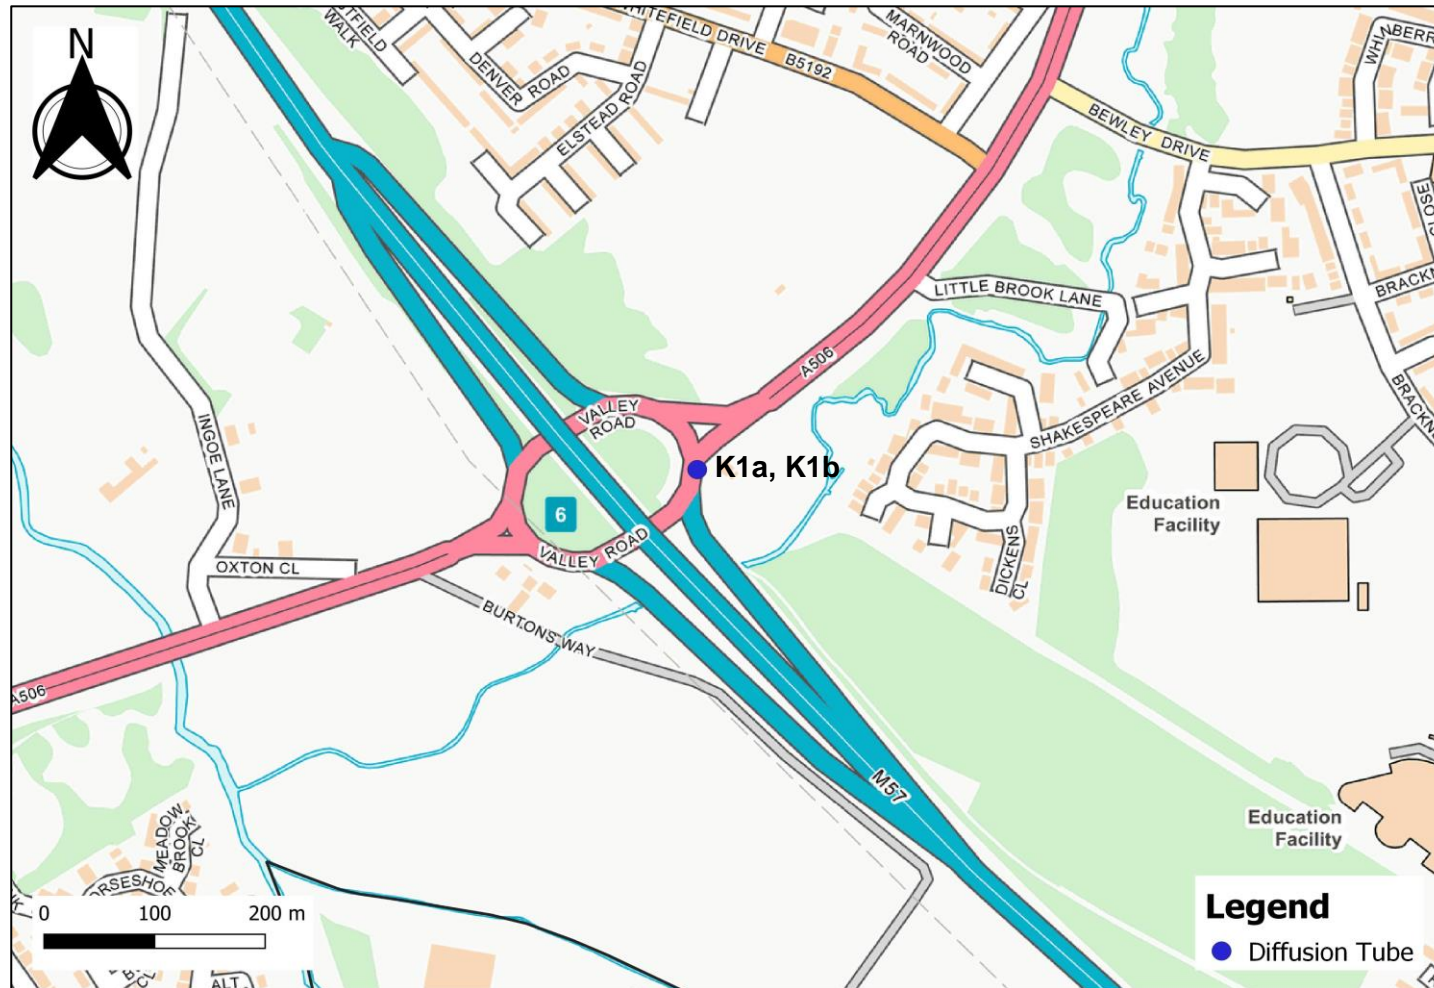 N
WALK
DENVER ROAD
ELSTEAD ROAD
WHITEFIELD DRIVE
B5192
MARNWOOD
ROAD
BEWLEY DRIVE
LITTLE BROOK LANE
A506
SHAKESPEARE AVENUE
INGOE LANE
VALLEY
ROAD
K1a, K1b
6
VALLEY ROAD
Education
Facility
DICKENS
CL
OXTON CL
BURTONS WAY
A506
M57
MEADOW
BROOK
CL
Education
Facility
0 100 200 m
Legend
Diffusion Tube
ALT